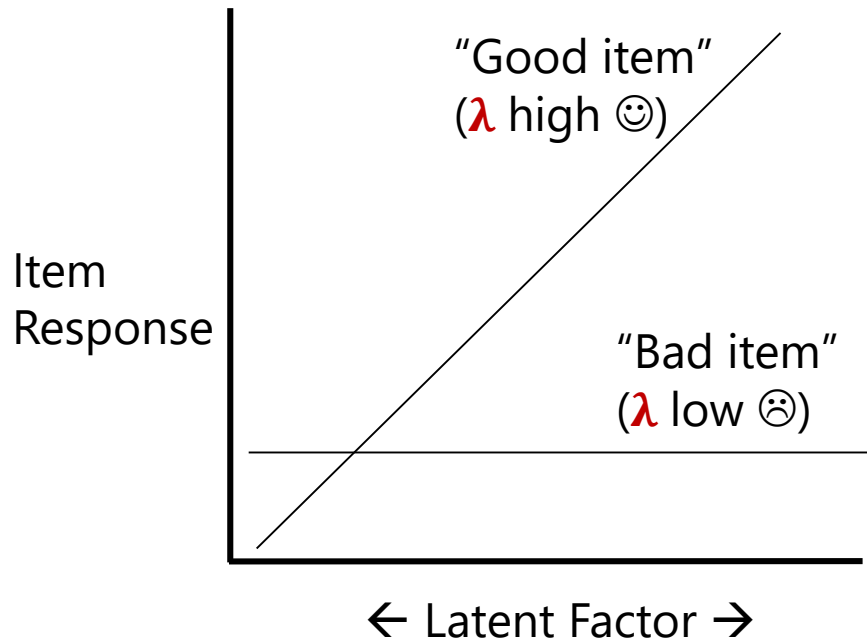 “Good item”
(λ high ☺)
Item
Response
“Bad item”
(λ low ☹)
← Latent Factor →